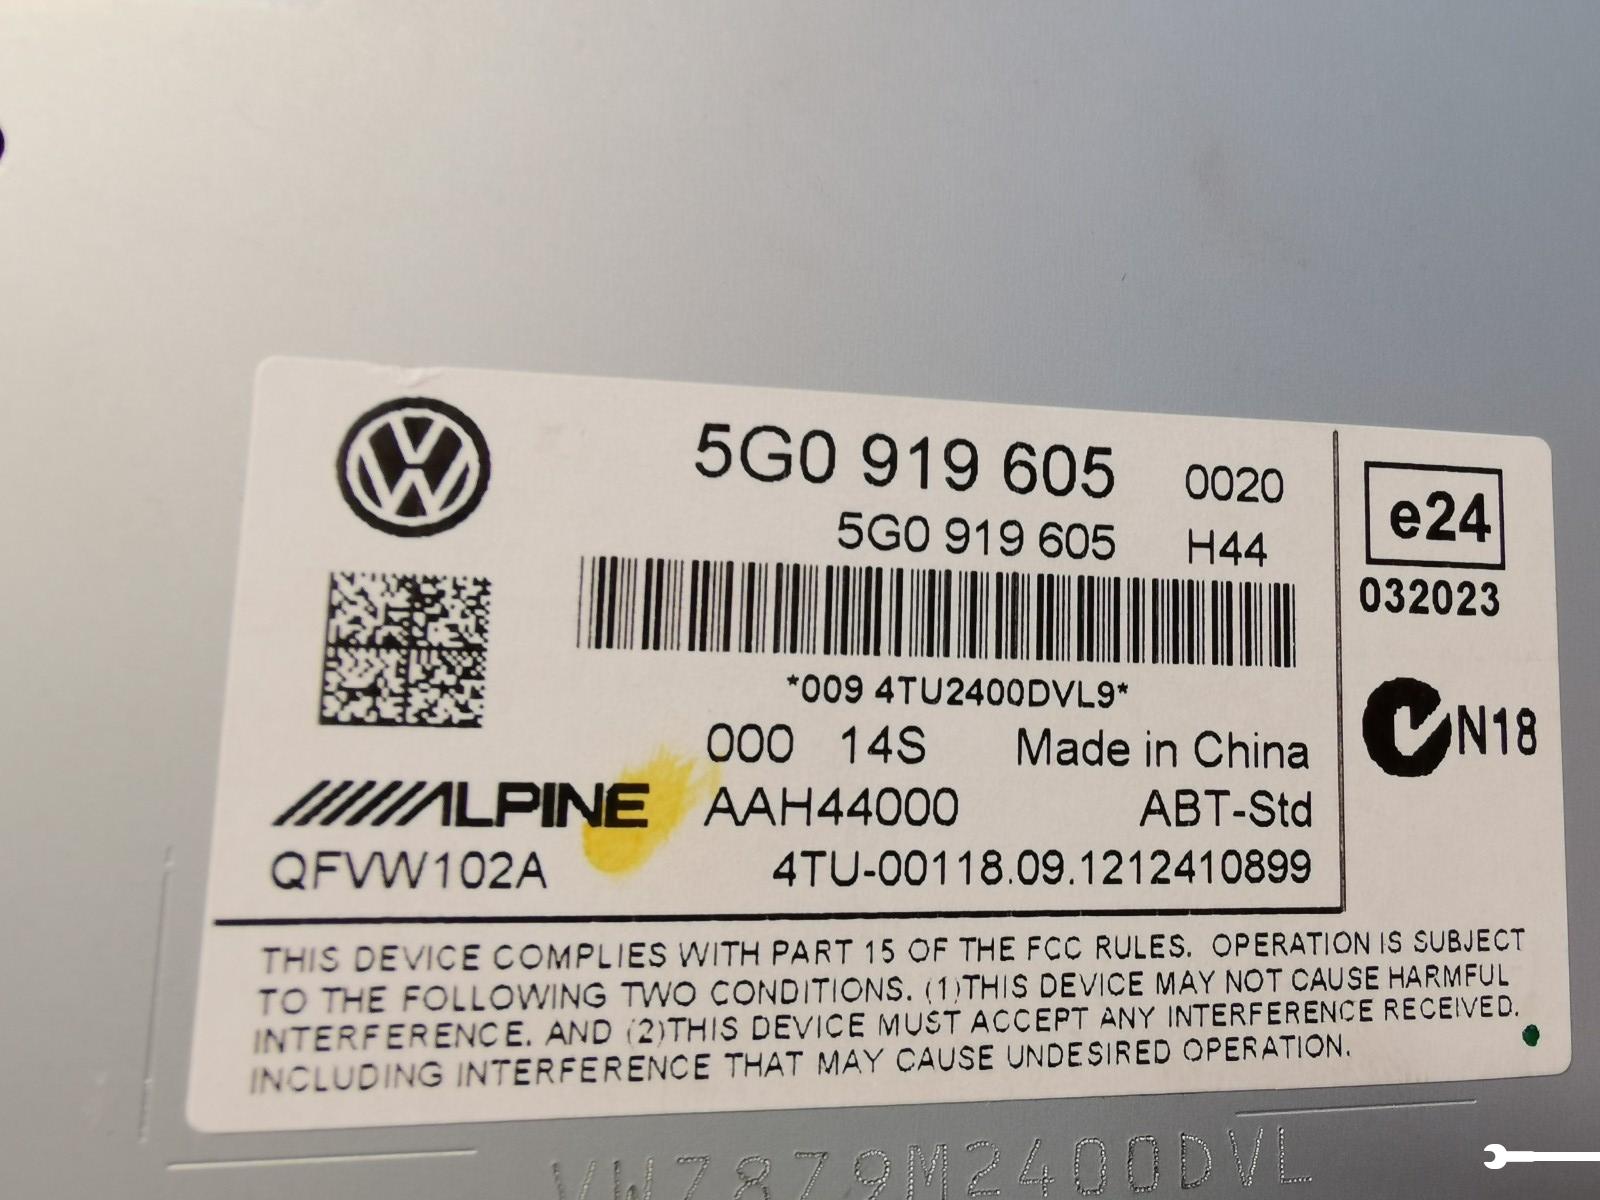 5G0 919 605 0020
5G0 919 605 H44
e24
032023
*009 4TU2400DVL9*
N18
000 14S Made in China
ALPINE AAH44000 ABT-Std
QFVW102A 4TU-00118.09.1212410899
THIS DEVICE COMPLIES WITH PART 15 OF THE FCC RULES. OPERATION IS SUBJECT
TO THE FOLLOWING TWO CONDITIONS. (1)THIS DEVICE MAY NOT CAUSE HARMFUL
INTERFERENCE. AND (2)THIS DEVICE MUST ACCEPT ANY INTERFERENCE RECEIVED.
INCLUDING INTERFERENCE THAT MAY CAUSE UNDESIRED OPERATION.
VWZ8Z9M2400DVL